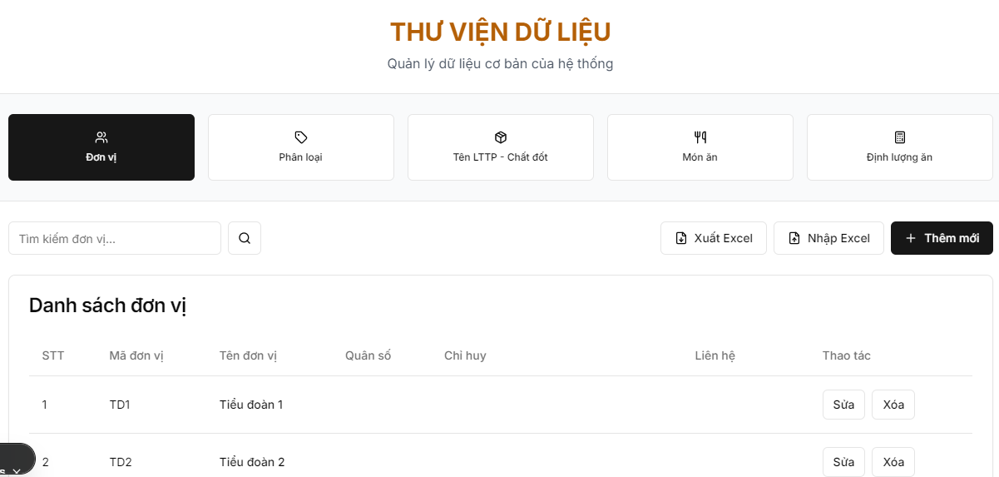 THƯ VIỆN DỮ LIỆU
Quản lý dữ liệu cơ bản của hệ thống
Đơn vị
Phân loại
Tên LTTP - Chất đốt
Món ăn
Định lượng ăn
Tìm kiếm đơn vị...
Xuất Excel
Nhập Excel
Thêm mới
Danh sách đơn vị
STT Mã đơn vị Tên đơn vị Quân số Chỉ huy Liên hệ Thao tác
1 TD1 Tiểu đoàn 1 Sửa Xóa
2 TD2 Tiểu đoàn 2 Sửa Xóa